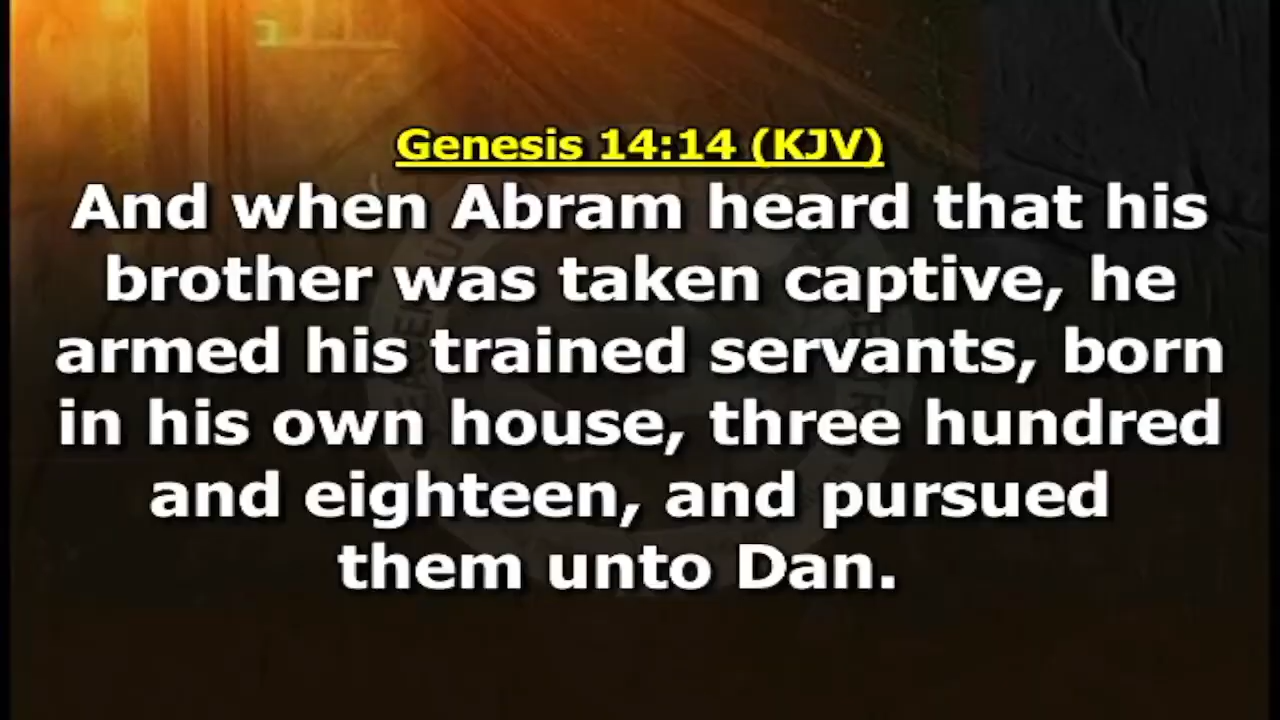 Genesis 14:14 (KJV)
And when Abram heard that his
brother was taken captive, he
armed his trained servants, born
in his own house, three hundred
and eighteen, and pursued
them unto Dan.